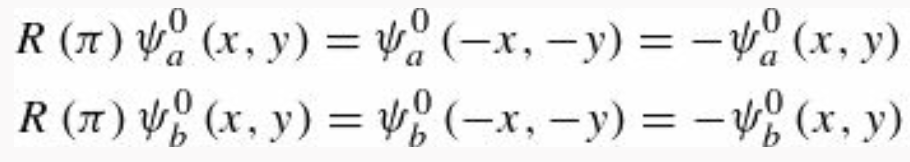 R (π) ψ_a^0 (x, y) = ψ_a^0 (−x, −y) = −ψ_a^0 (x, y)
R (π) ψ_b^0 (x, y) = ψ_b^0 (−x, −y) = −ψ_b^0 (x, y)